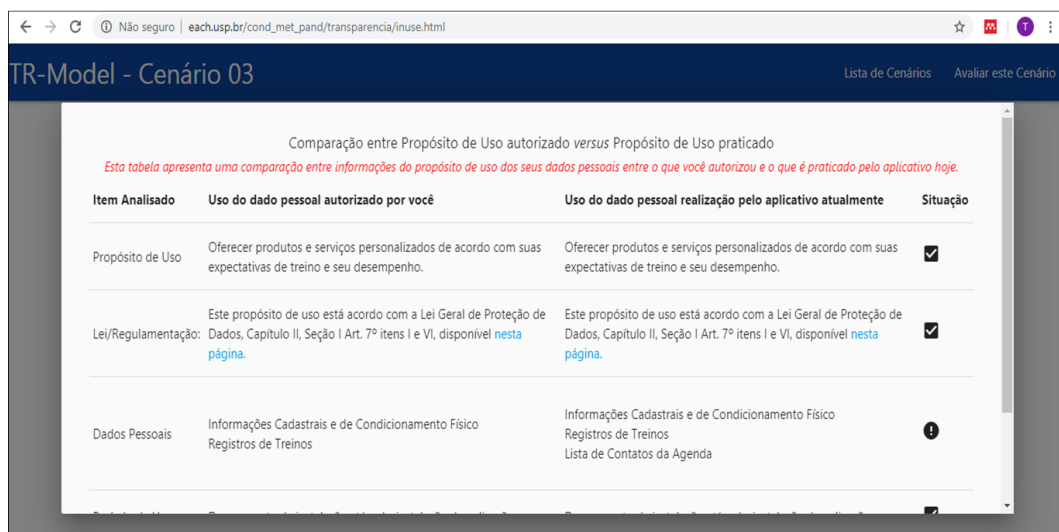 Não seguro | each.usp.br/cond_met_pand/transparencia/inuse.html
T
TR-Model - Cenário 03
Lista de Cenários
Avaliar este Cenário
Comparação entre Propósito de Uso autorizado versus Propósito de Uso praticado
Esta tabela apresenta uma comparação entre informações do propósito de uso dos seus dados pessoais entre o que você autorizou e o que é praticado pelo aplicativo hoje.
Item Analisado
Uso do dado pessoal autorizado por você
Uso do dado pessoal realização pelo aplicativo atualmente
Situação
Propósito de Uso
Oferecer produtos e serviços personalizados de acordo com suas
expectativas de treino e seu desempenho.
Oferecer produtos e serviços personalizados de acordo com suas
expectativas de treino e seu desempenho.
Lei/Regulamentação:
Este propósito de uso está acordo com a Lei Geral de Proteção de
Dados, Capítulo II, Seção I Art. 7º itens I e VI, disponível nesta
página.
Este propósito de uso está acordo com a Lei Geral de Proteção de
Dados, Capítulo II, Seção I Art. 7º itens I e VI, disponível nesta
página.
Dados Pessoais
Informações Cadastrais e de Condicionamento Físico
Registros de Treinos
Informações Cadastrais e de Condicionamento Físico
Registros de Treinos
Lista de Contatos da Agenda